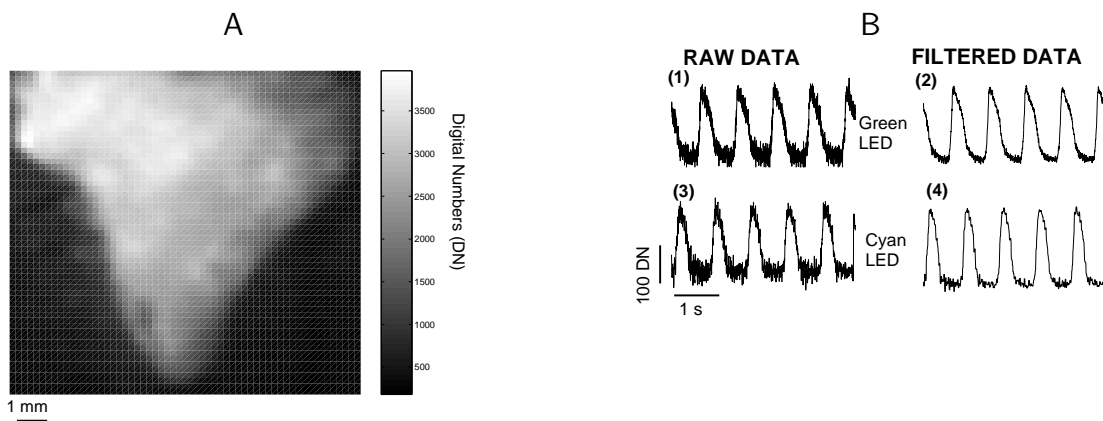 A
3500
3000
2500
2000
1500
1000
500
Digital Numbers (DN)
1 mm
B
RAW DATA
FILTERED DATA
(1)
(2)
Green
LED
(3)
(4)
Cyan
LED
100 DN
1 s